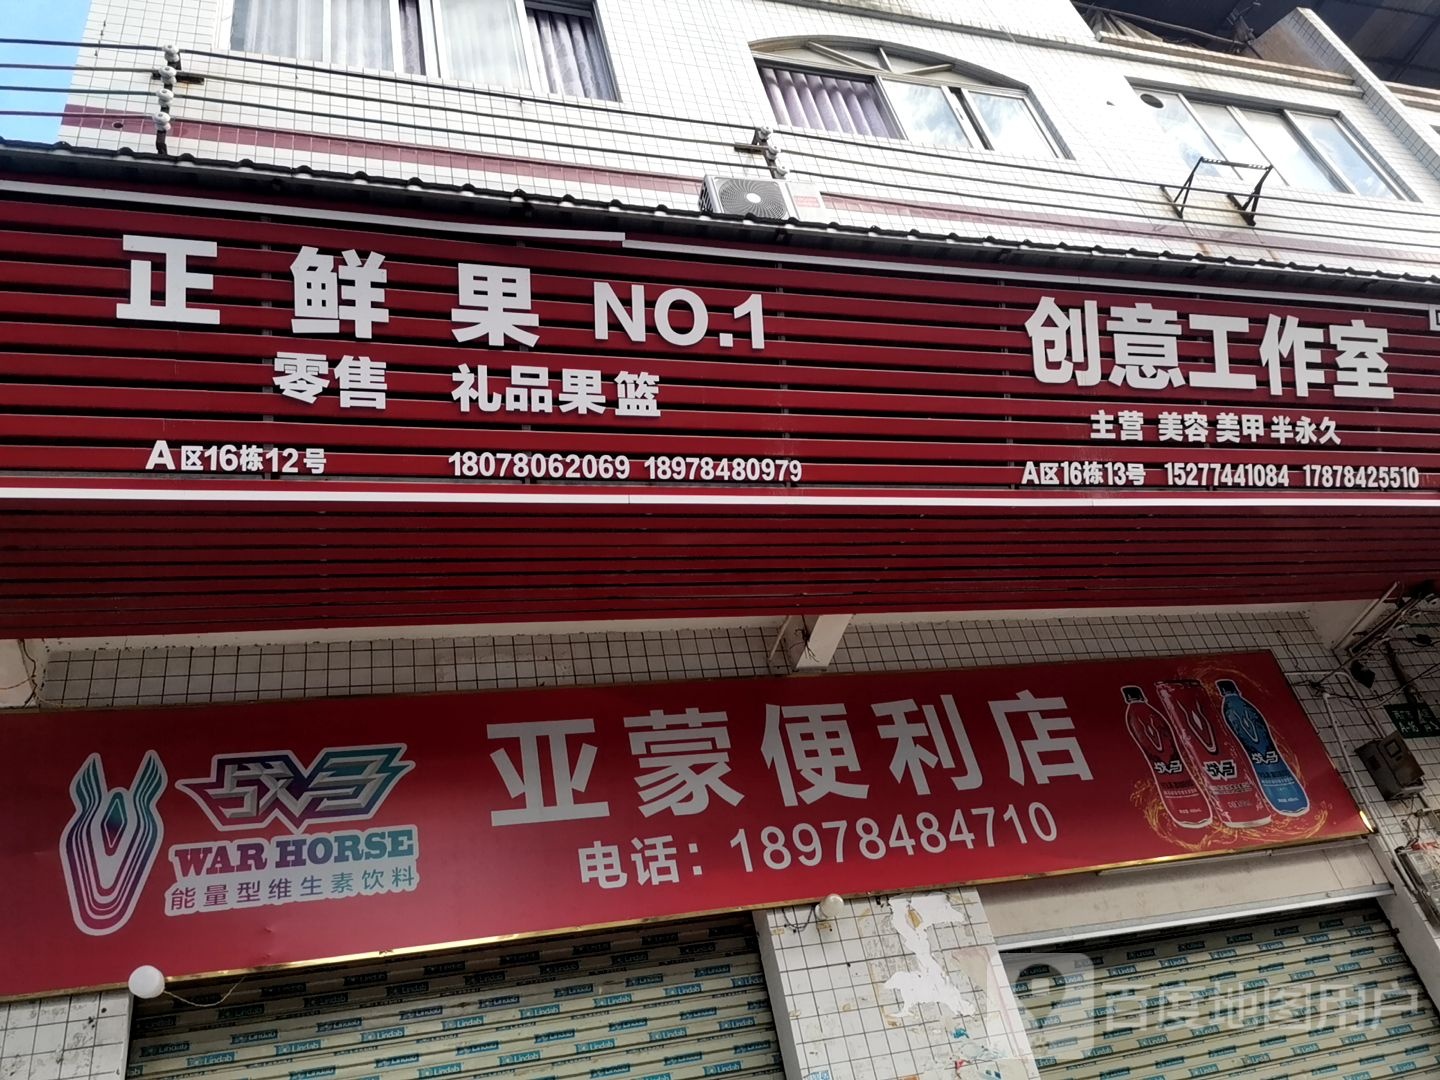 正鲜果 NO.1
零售 礼品果篮
A区16栋12号 18078062069 18978480979
创意工作室
主营 美容 美甲 半永久
A区16栋13号 15277441084 17878425510
战马
WAR HORSE
能量型维生素饮料
亚蒙便利店
电话：18978484710
百度地图用户